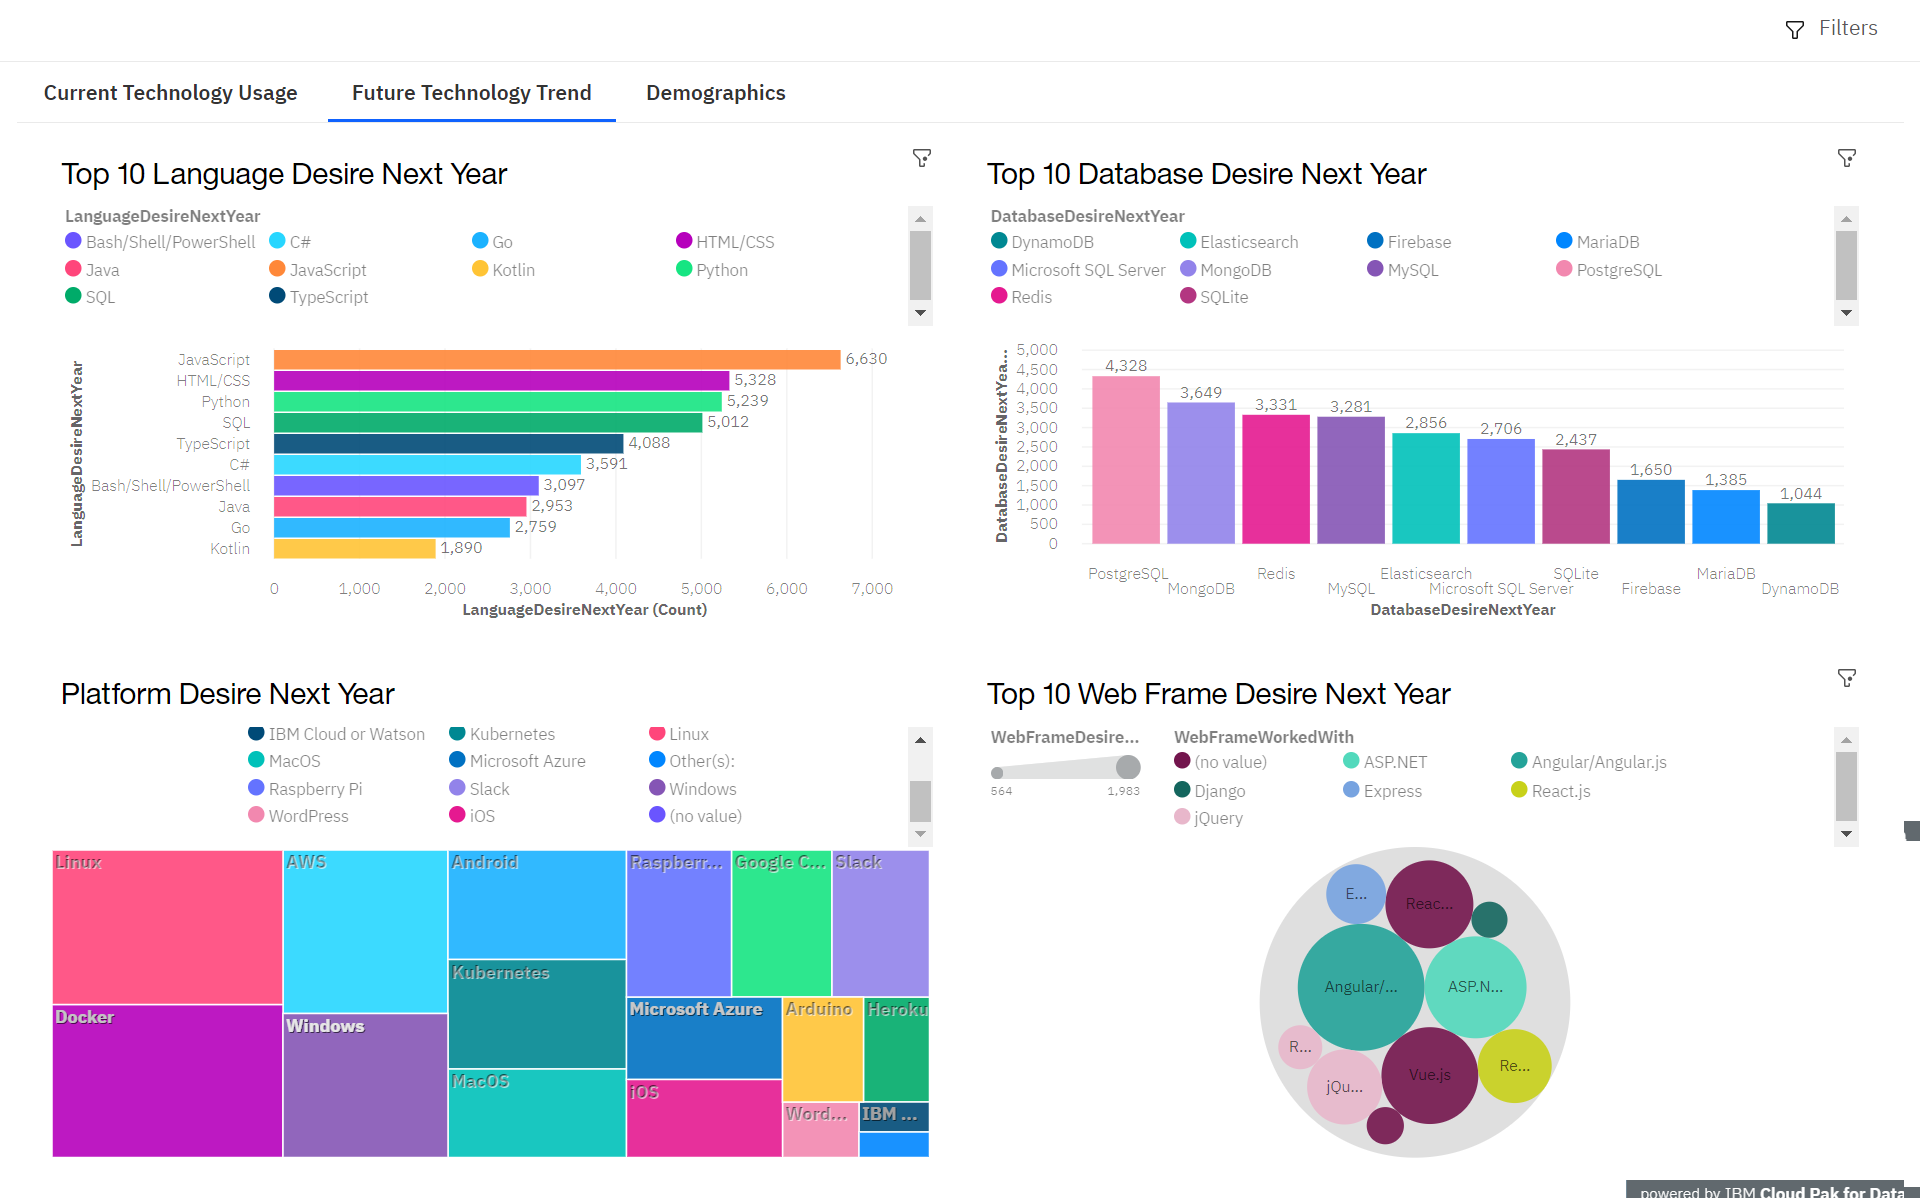 Filters
Current Technology Usage
Future Technology Trend
Demographics
Top 10 Language Desire Next Year
LanguageDesireNextYear
Bash/Shell/PowerShell
C#
Go
HTML/CSS
Java
JavaScript
Kotlin
Python
SQL
TypeScript
LanguageDesireNextYear
JavaScript
6,630
HTML/CSS
5,328
Python
5,239
SQL
5,012
TypeScript
4,088
C#
3,591
Bash/Shell/PowerShell
3,097
Java
2,953
Go
2,759
Kotlin
1,890
0 1,000 2,000 3,000 4,000 5,000 6,000 7,000
LanguageDesireNextYear (Count)
Top 10 Database Desire Next Year
DatabaseDesireNextYear
DynamoDB
Elasticsearch
Firebase
MariaDB
Microsoft SQL Server
MongoDB
MySQL
PostgreSQL
Redis
SQLite
DatabaseDesireNextYea...
5,000
4,500
4,000
3,500
3,000
2,500
2,000
1,500
1,000
500
0
4,328
3,649
3,331
3,281
2,856
2,706
2,437
1,650
1,385
1,044
PostgreSQL
MongoDB
Redis
MySQL
Elasticsearch
Microsoft SQL Server
SQLite
Firebase
MariaDB
DynamoDB
DatabaseDesireNextYear
Platform Desire Next Year
IBM Cloud or Watson
Kubernetes
Linux
MacOS
Microsoft Azure
Other(s):
Raspberry Pi
Slack
Windows
WordPress
iOS
(no value)
Linux
AWS
Android
Raspberr...
Google C...
Slack
Docker
Windows
Kubernetes
MacOS
Microsoft Azure
Arduino
Heroku
iOS
Word...
IBM ...
Top 10 Web Frame Desire Next Year
WebFrameDesire...
564
1,983
WebFrameWorkedWith
(no value)
ASP.NET
Angular/Angular.js
Django
Express
React.js
jQuery
E...
Reac...
Angular/...
ASP.N...
R...
jQu...
Vue.js
Re...
powered by IBM Cloud Pak for Data